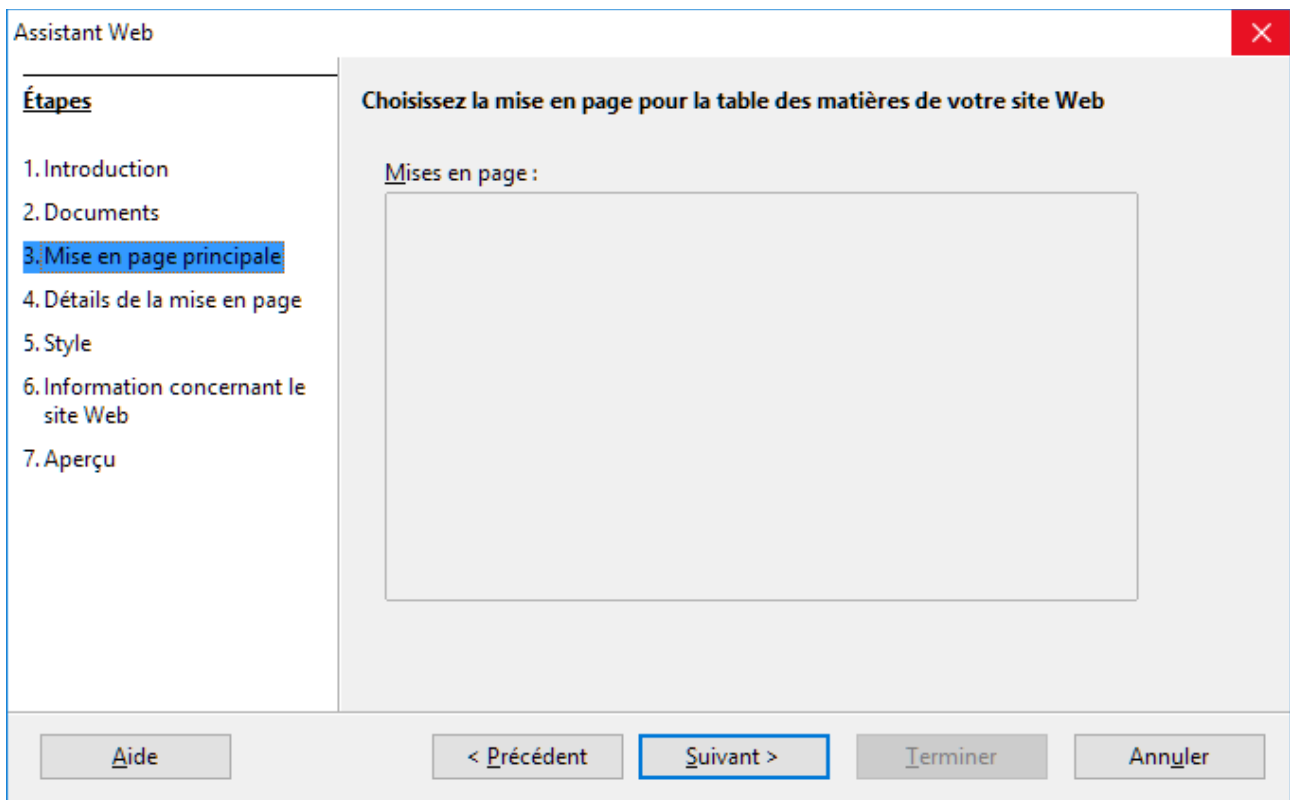 Assistant Web
Étapes
1. Introduction
2. Documents
3. Mise en page principale
4. Détails de la mise en page
5. Style
6. Information concernant le
site Web
7. Aperçu
Choisissez la mise en page pour la table des matières de votre site Web
Mises en page :
Aide
< Précédent
Suivant >
Terminer
Annuler